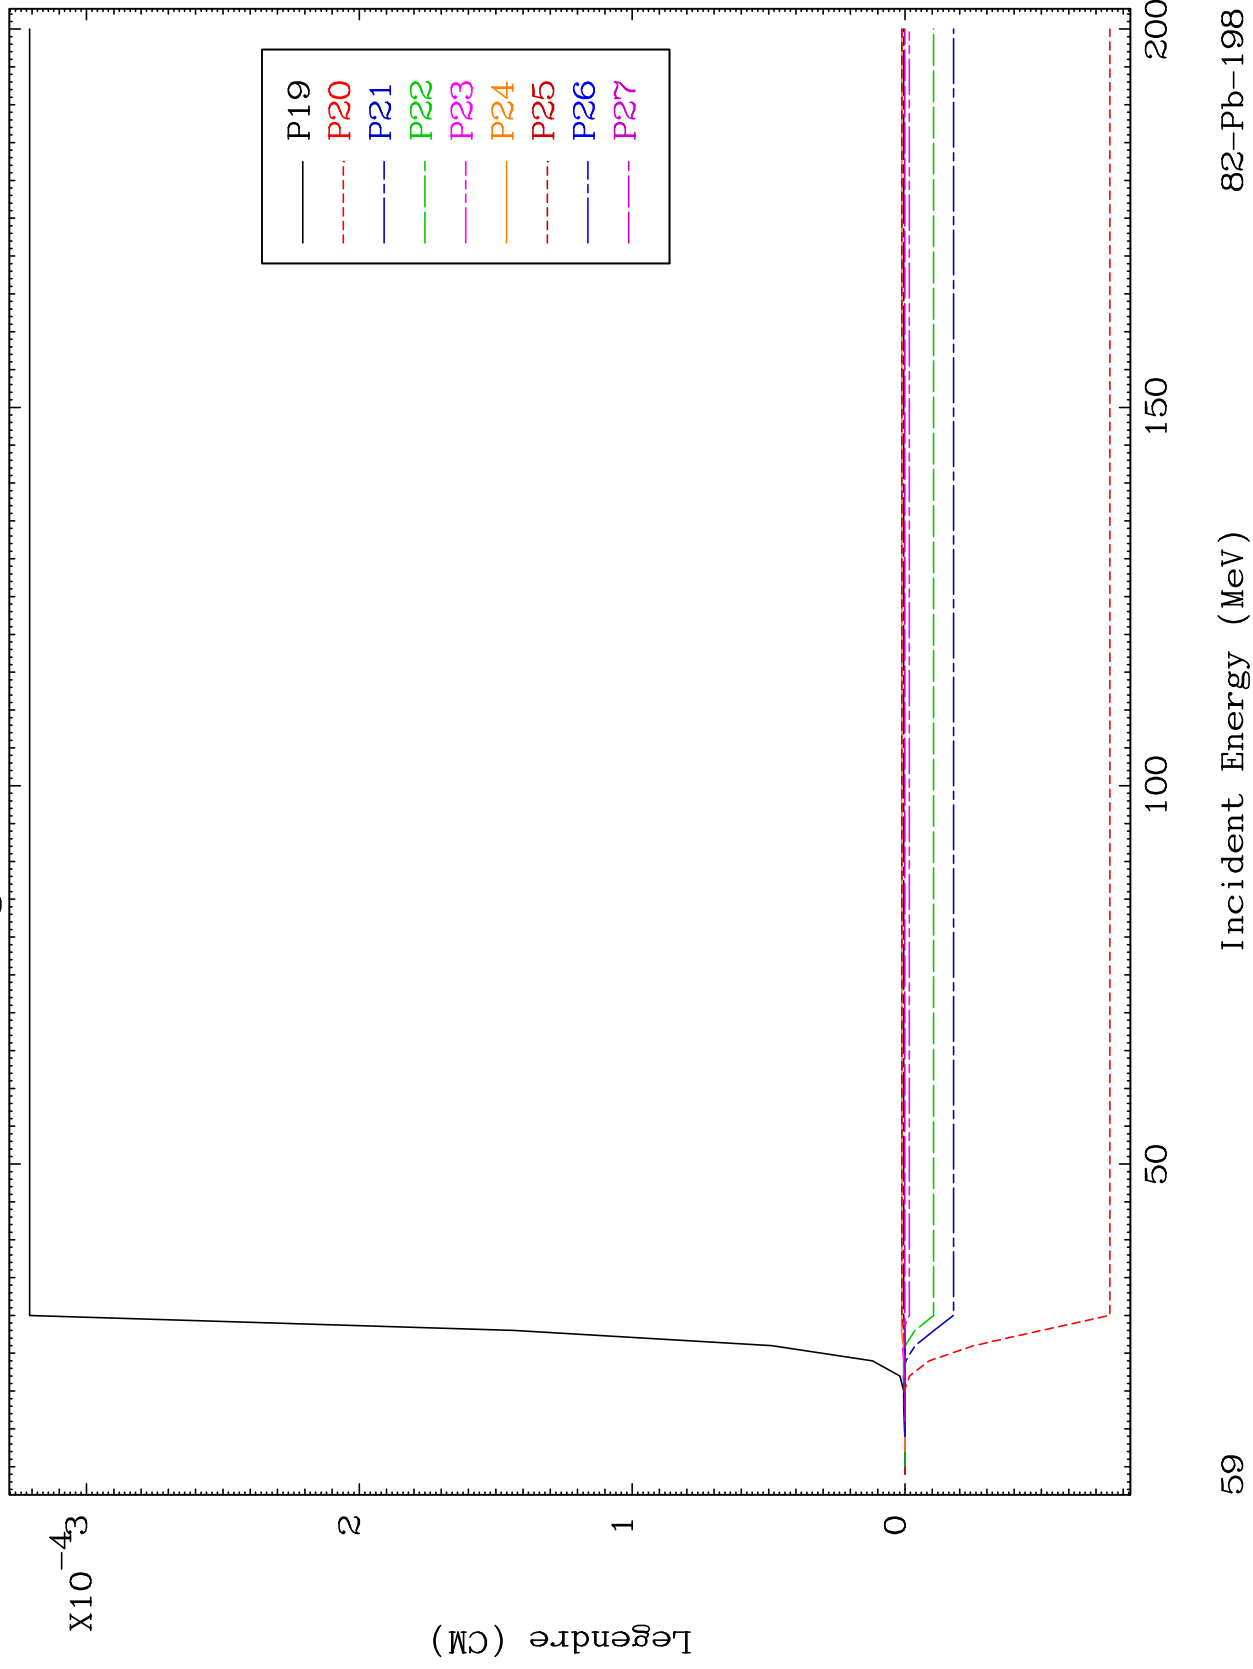 X10
-4
3
2
1
0
Legendre (CM)
P19
P20
P21
P22
P23
P24
P25
P26
P27
50
100
150
200
59
Incident Energy (MeV)
82-Pb-198